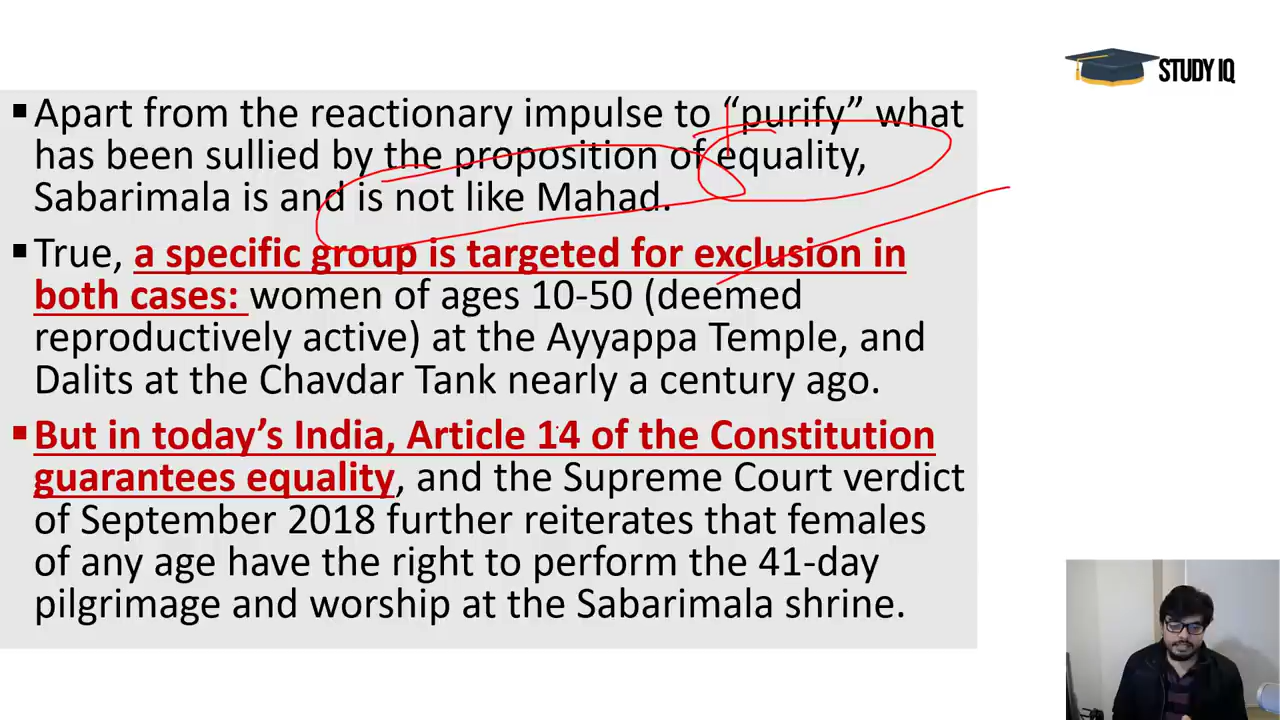 STUDY IQ
▪Apart from the reactionary impulse to “purify” what
has been sullied by the proposition of equality,
Sabarimala is and is not like Mahad.
▪True, a specific group is targeted for exclusion in
both cases: women of ages 10-50 (deemed
reproductively active) at the Ayyappa Temple, and
Dalits at the Chavdar Tank nearly a century ago.
▪But in today’s India, Article 14 of the Constitution
guarantees equality, and the Supreme Court verdict
of September 2018 further reiterates that females
of any age have the right to perform the 41-day
pilgrimage and worship at the Sabarimala shrine.